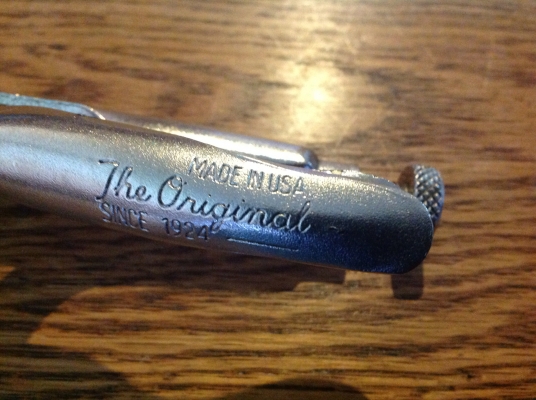 MADE IN USA
The Original
SINCE 1924